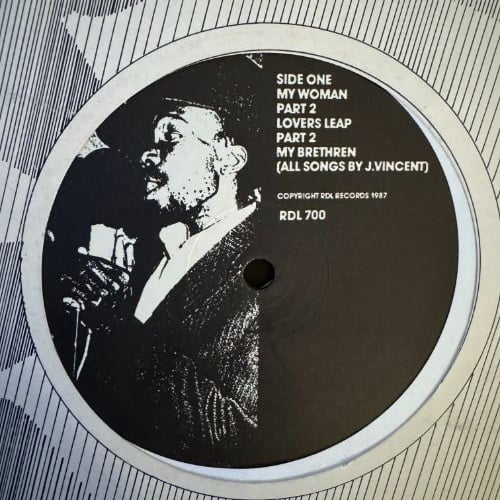 SIDE ONE
MY WOMAN
PART 2
LOVERS LEAP
PART 2
MY BRETHREN
(ALL SONGS BY J.VINCENT)
COPYRIGHT RDL RECORDS 1987
RDL 700